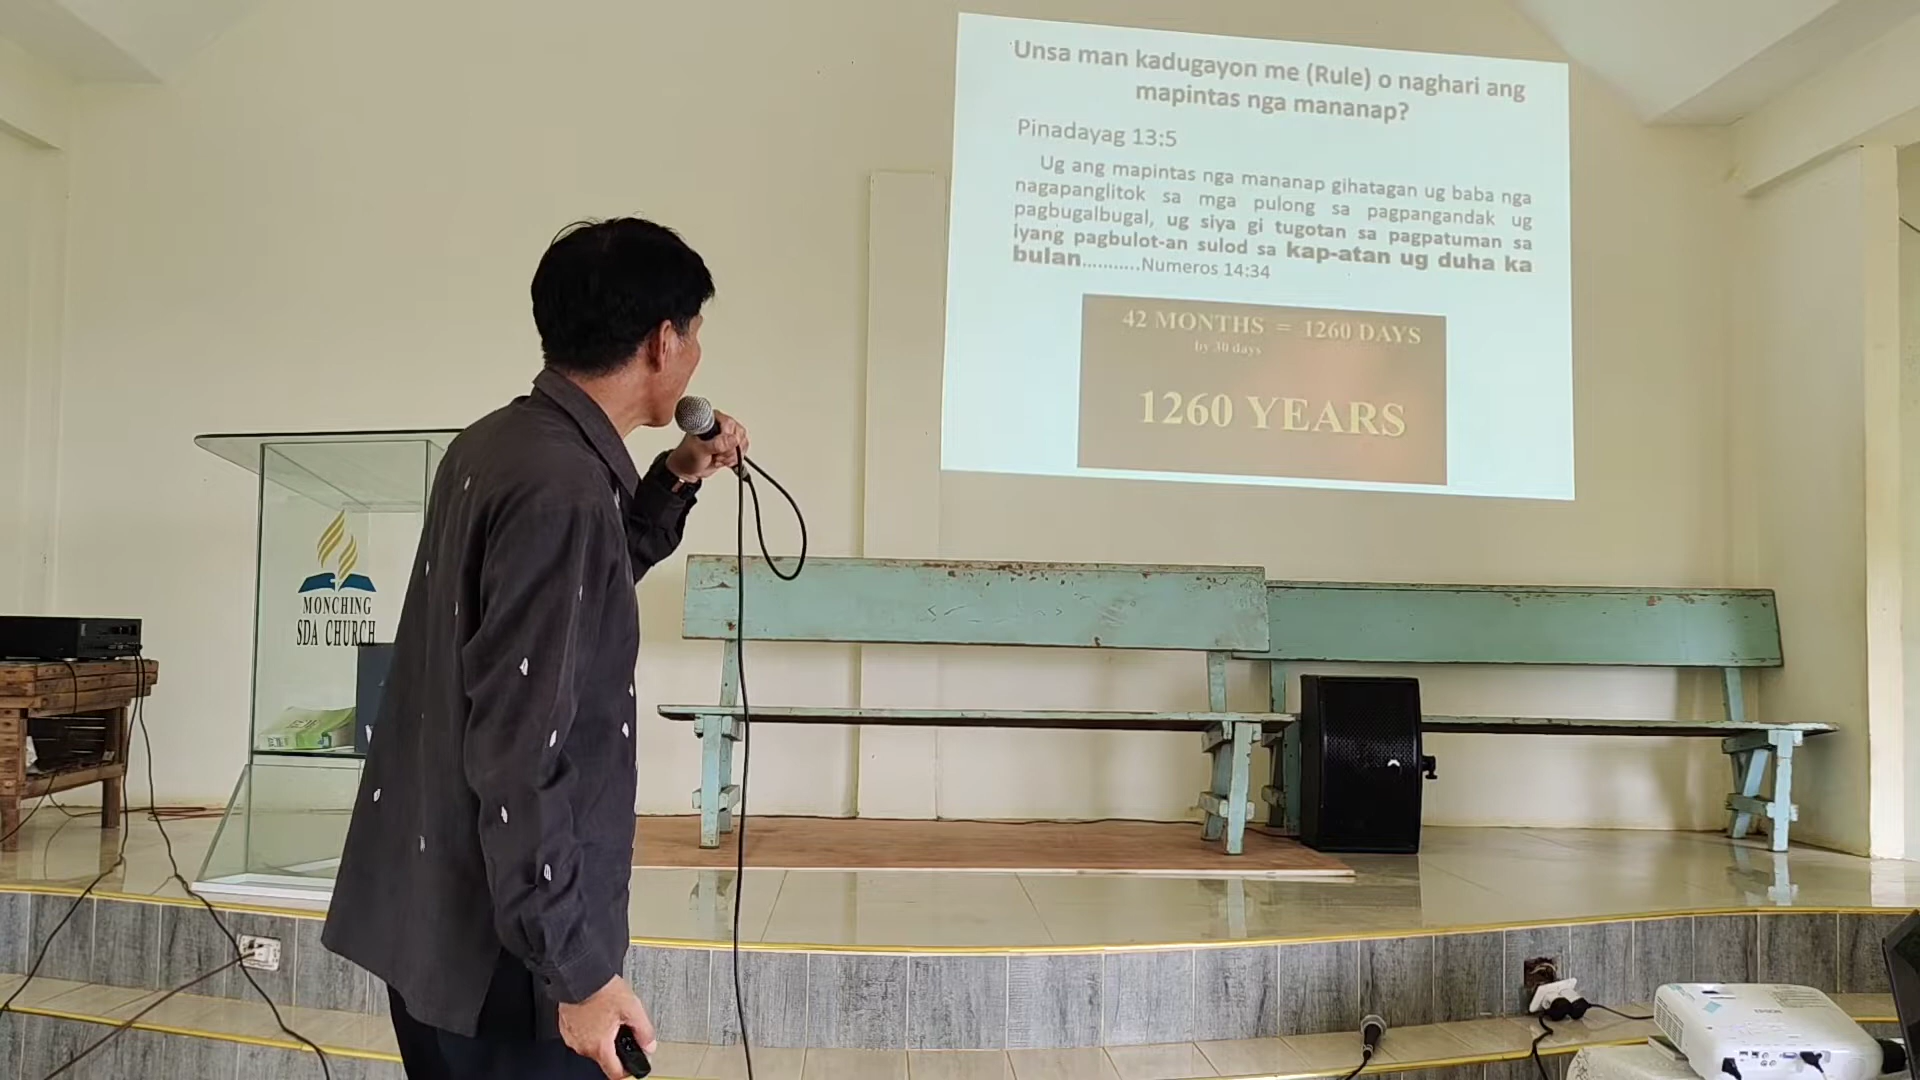 Unsa man kadugayon me (Rule) o naghari ang
mapintas nga mananap?
Pinadayag 13:5
Ug ang mapintas nga mananap gihatagan ug baba nga
nagapanglitok sa mga pulong sa pagpangandak ug
pagbugalbugal, ug siya gi tugotan sa pagpatuman sa
iyang pagbulot-an sulod sa kap-atan ug duha ka
bulan...........Numeros 14:34
42 MONTHS = 1260 DAYS
by 30 days
1260 YEARS
MONCHING
SDA CHURCH
EPSON